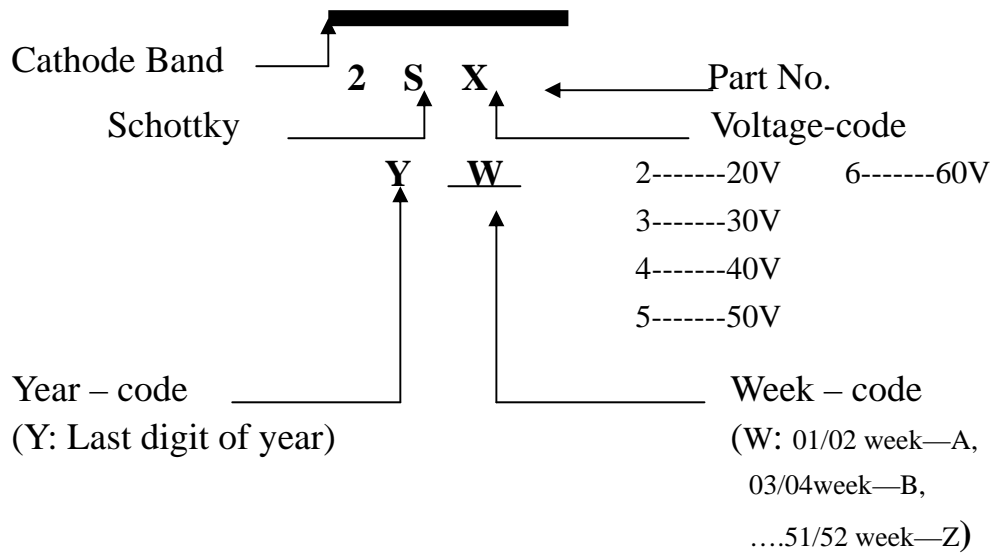 Cathode Band
2 S X
Part No.
Schottky
Voltage-code
Y W
2-------20V 6-------60V
3-------30V
4-------40V
5-------50V
Year – code
(Y: Last digit of year)
Week – code
(W: 01/02 week—A,
03/04week—B,
….51/52 week—Z)